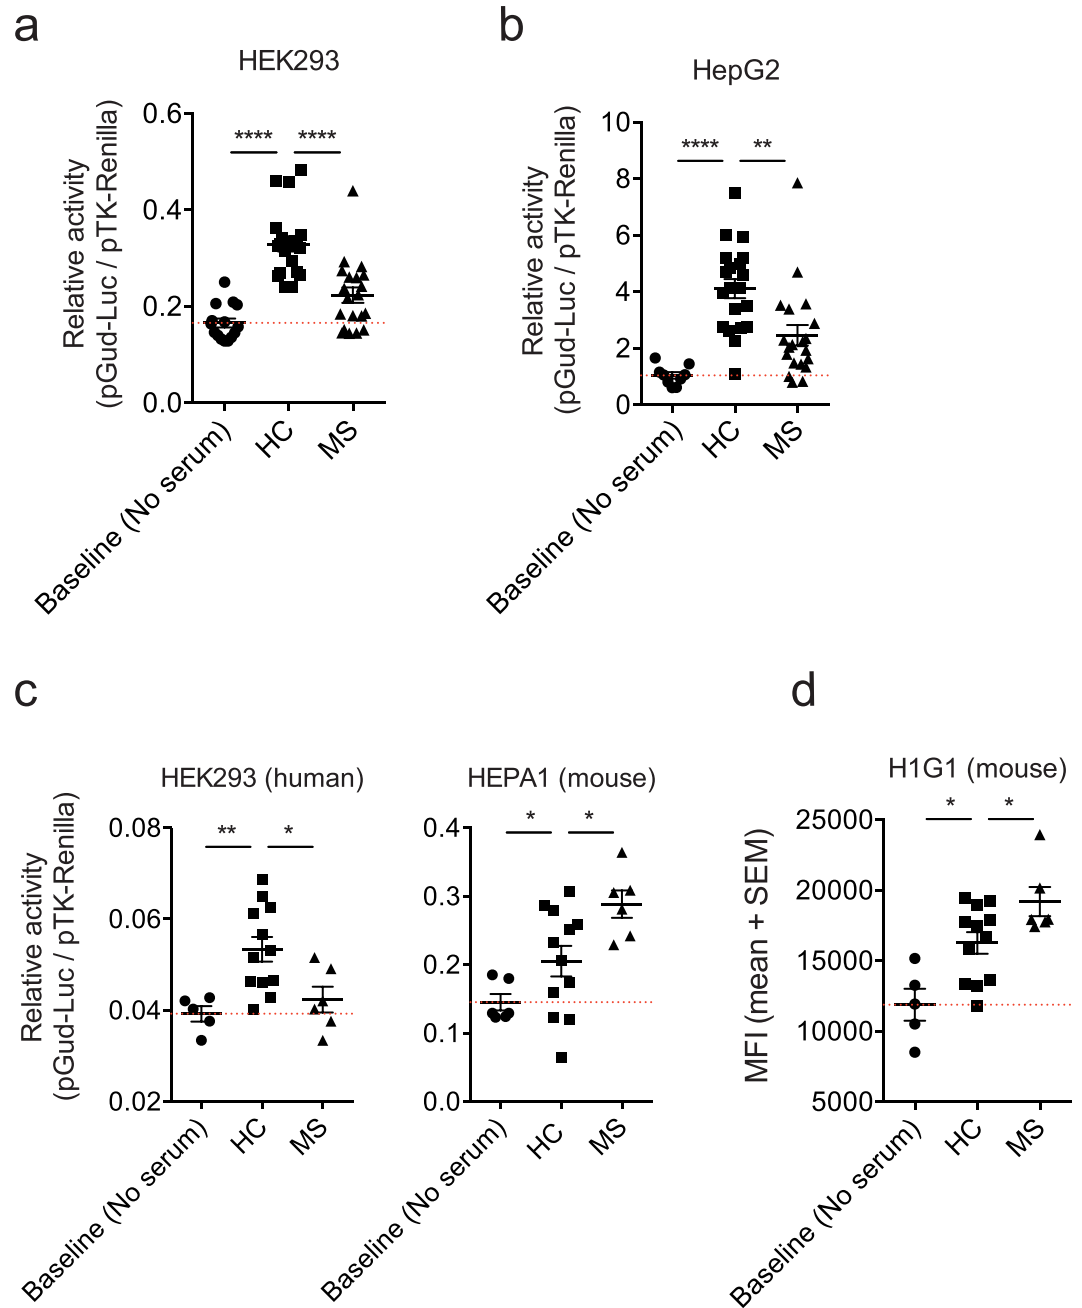 a
HEK293
Relative activity
(pGud-Luc / pTK-Renilla)
0.6
0.4
0.2
0.0
**** ****
Baseline (No serum)
HC
MS
b
HepG2
Relative activity
(pGud-Luc / pTK-Renilla)
10
8
6
4
2
0
**** **
Baseline (No serum)
HC
MS
c
HEK293 (human)
Relative activity
(pGud-Luc / pTK-Renilla)
0.08
0.06
0.04
0.02
** *
Baseline (No serum)
HC
MS
HEPA1 (mouse)
0.4
0.3
0.2
0.1
0.0
* *
Baseline (No serum)
HC
MS
d
H1G1 (mouse)
MFI (mean + SEM)
25000
20000
15000
10000
5000
* *
Baseline (No serum)
HC
MS